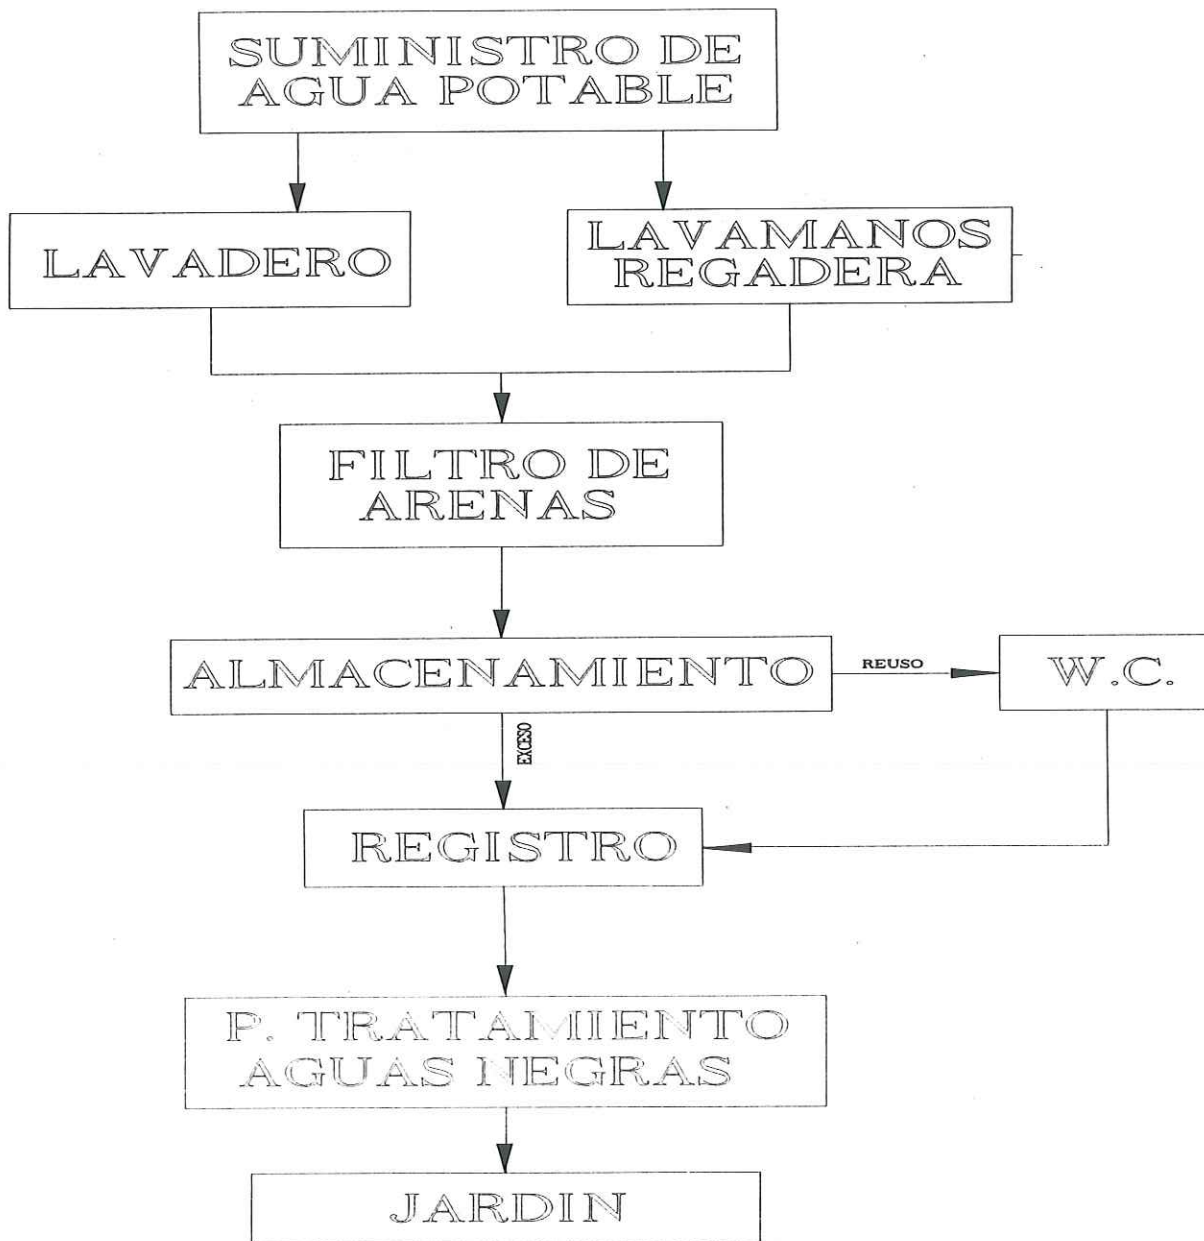 SUMINISTRO DE
AGUA POTABLE
LAVADERO
LAVAMANOS
REGADERA
FILTRO DE
ARENAS
ALMACENAMIENTO
REUSO
W.C.
EXCESO
REGISTRO
P. TRATAMIENTO
AGUAS NEGRAS
JARDIN